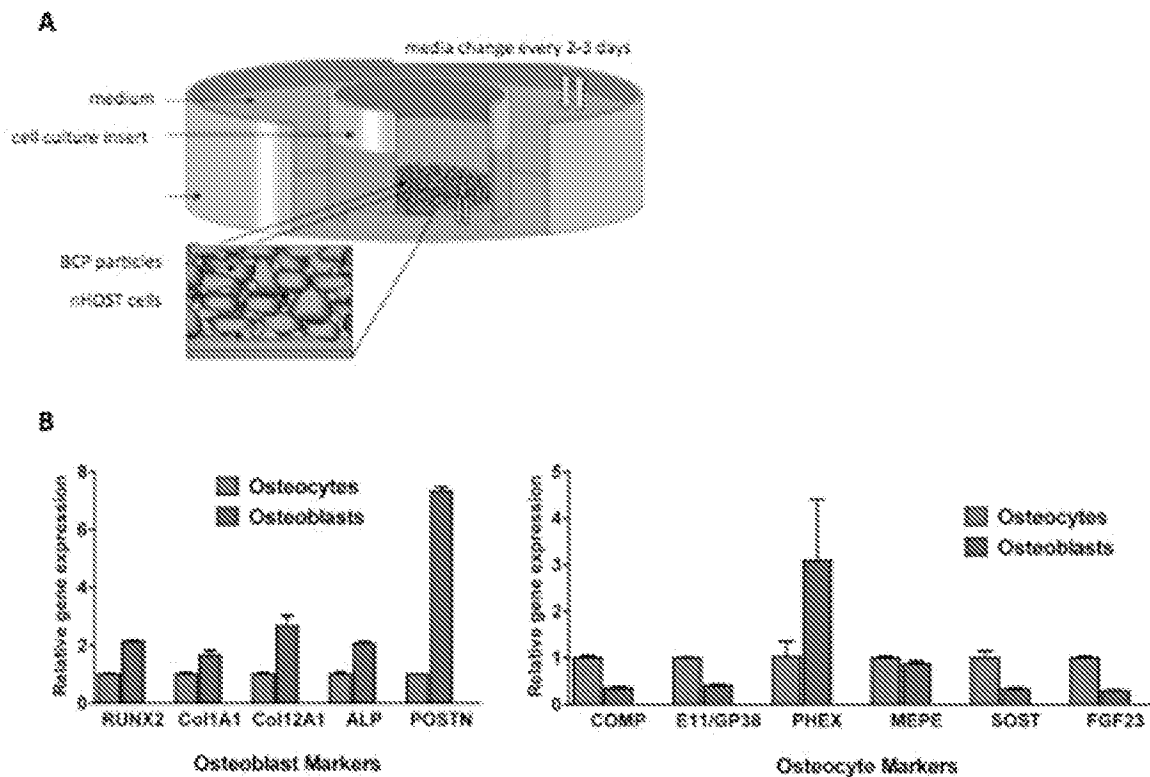 A
media change every 2-3 days
medium
cell culture insert
BCP particles
nHOST cells
B
Relative gene expression
8
6
4
2
0
Osteocytes
Osteoblasts
RUNX2 Col1A1 Col12A1 ALP POSTN
Osteoblast Markers
Relative gene expression
5
4
3
2
1
0
Osteocytes
Osteoblasts
COMP E11/GP38 PHEX MEPE SOST FGF23
Osteocyte Markers